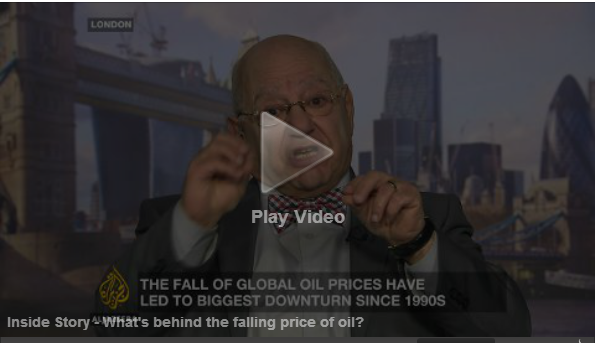 LONDON
Play Video
THE FALL OF GLOBAL OIL PRICES HAVE
LED TO BIGGEST DOWNTURN SINCE 1990S
Inside Story - What's behind the falling price of oil?